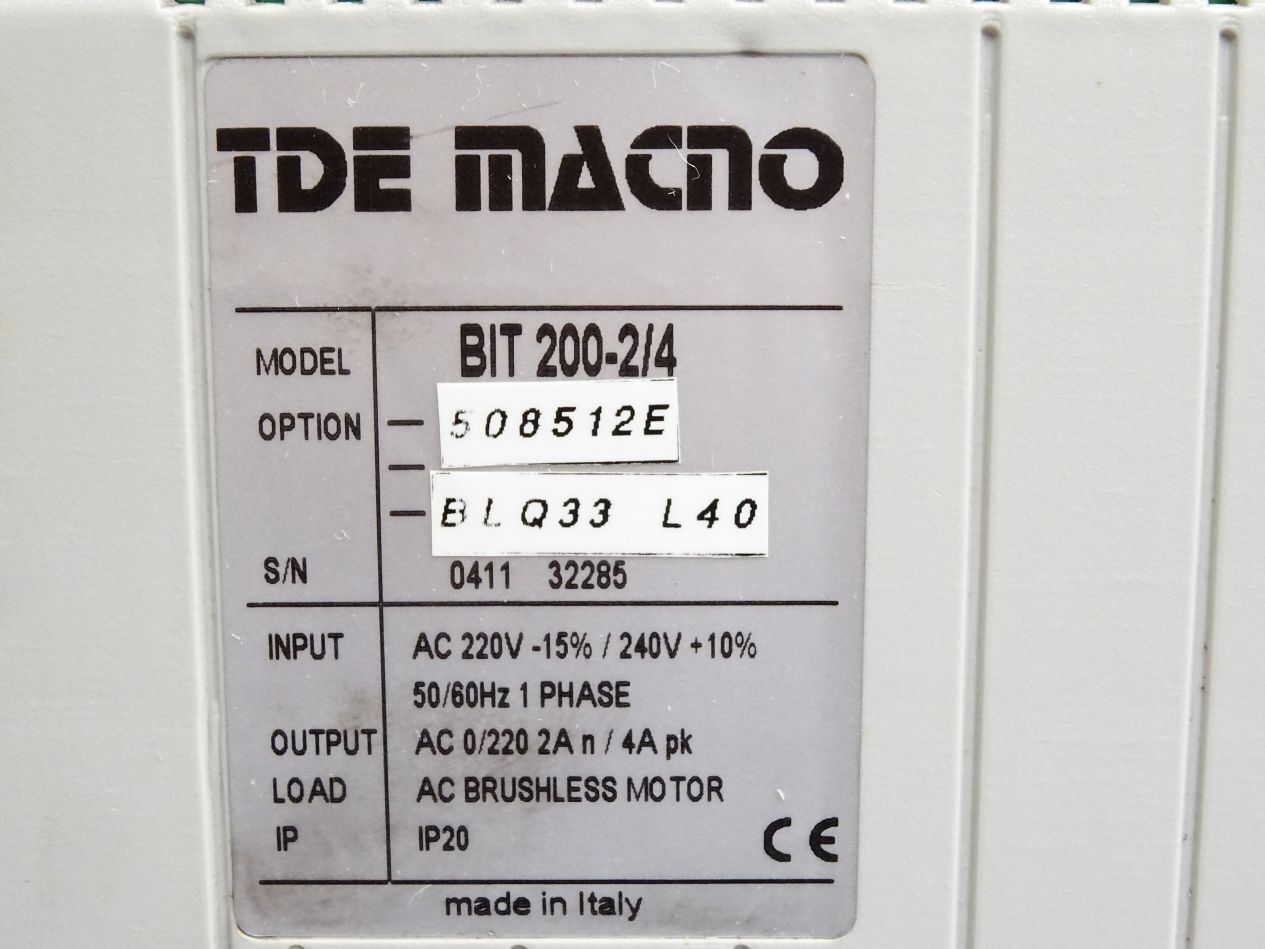 TDE MACNO
MODEL BIT 200-2/4
OPTION – 508512E
–
– BLQ33 L40
S/N 0411 32285
INPUT AC 220V -15% / 240V +10%
50/60Hz 1 PHASE
OUTPUT AC 0/220 2A n / 4A pk
LOAD AC BRUSHLESS MOTOR
IP IP20
CE
made in Italy